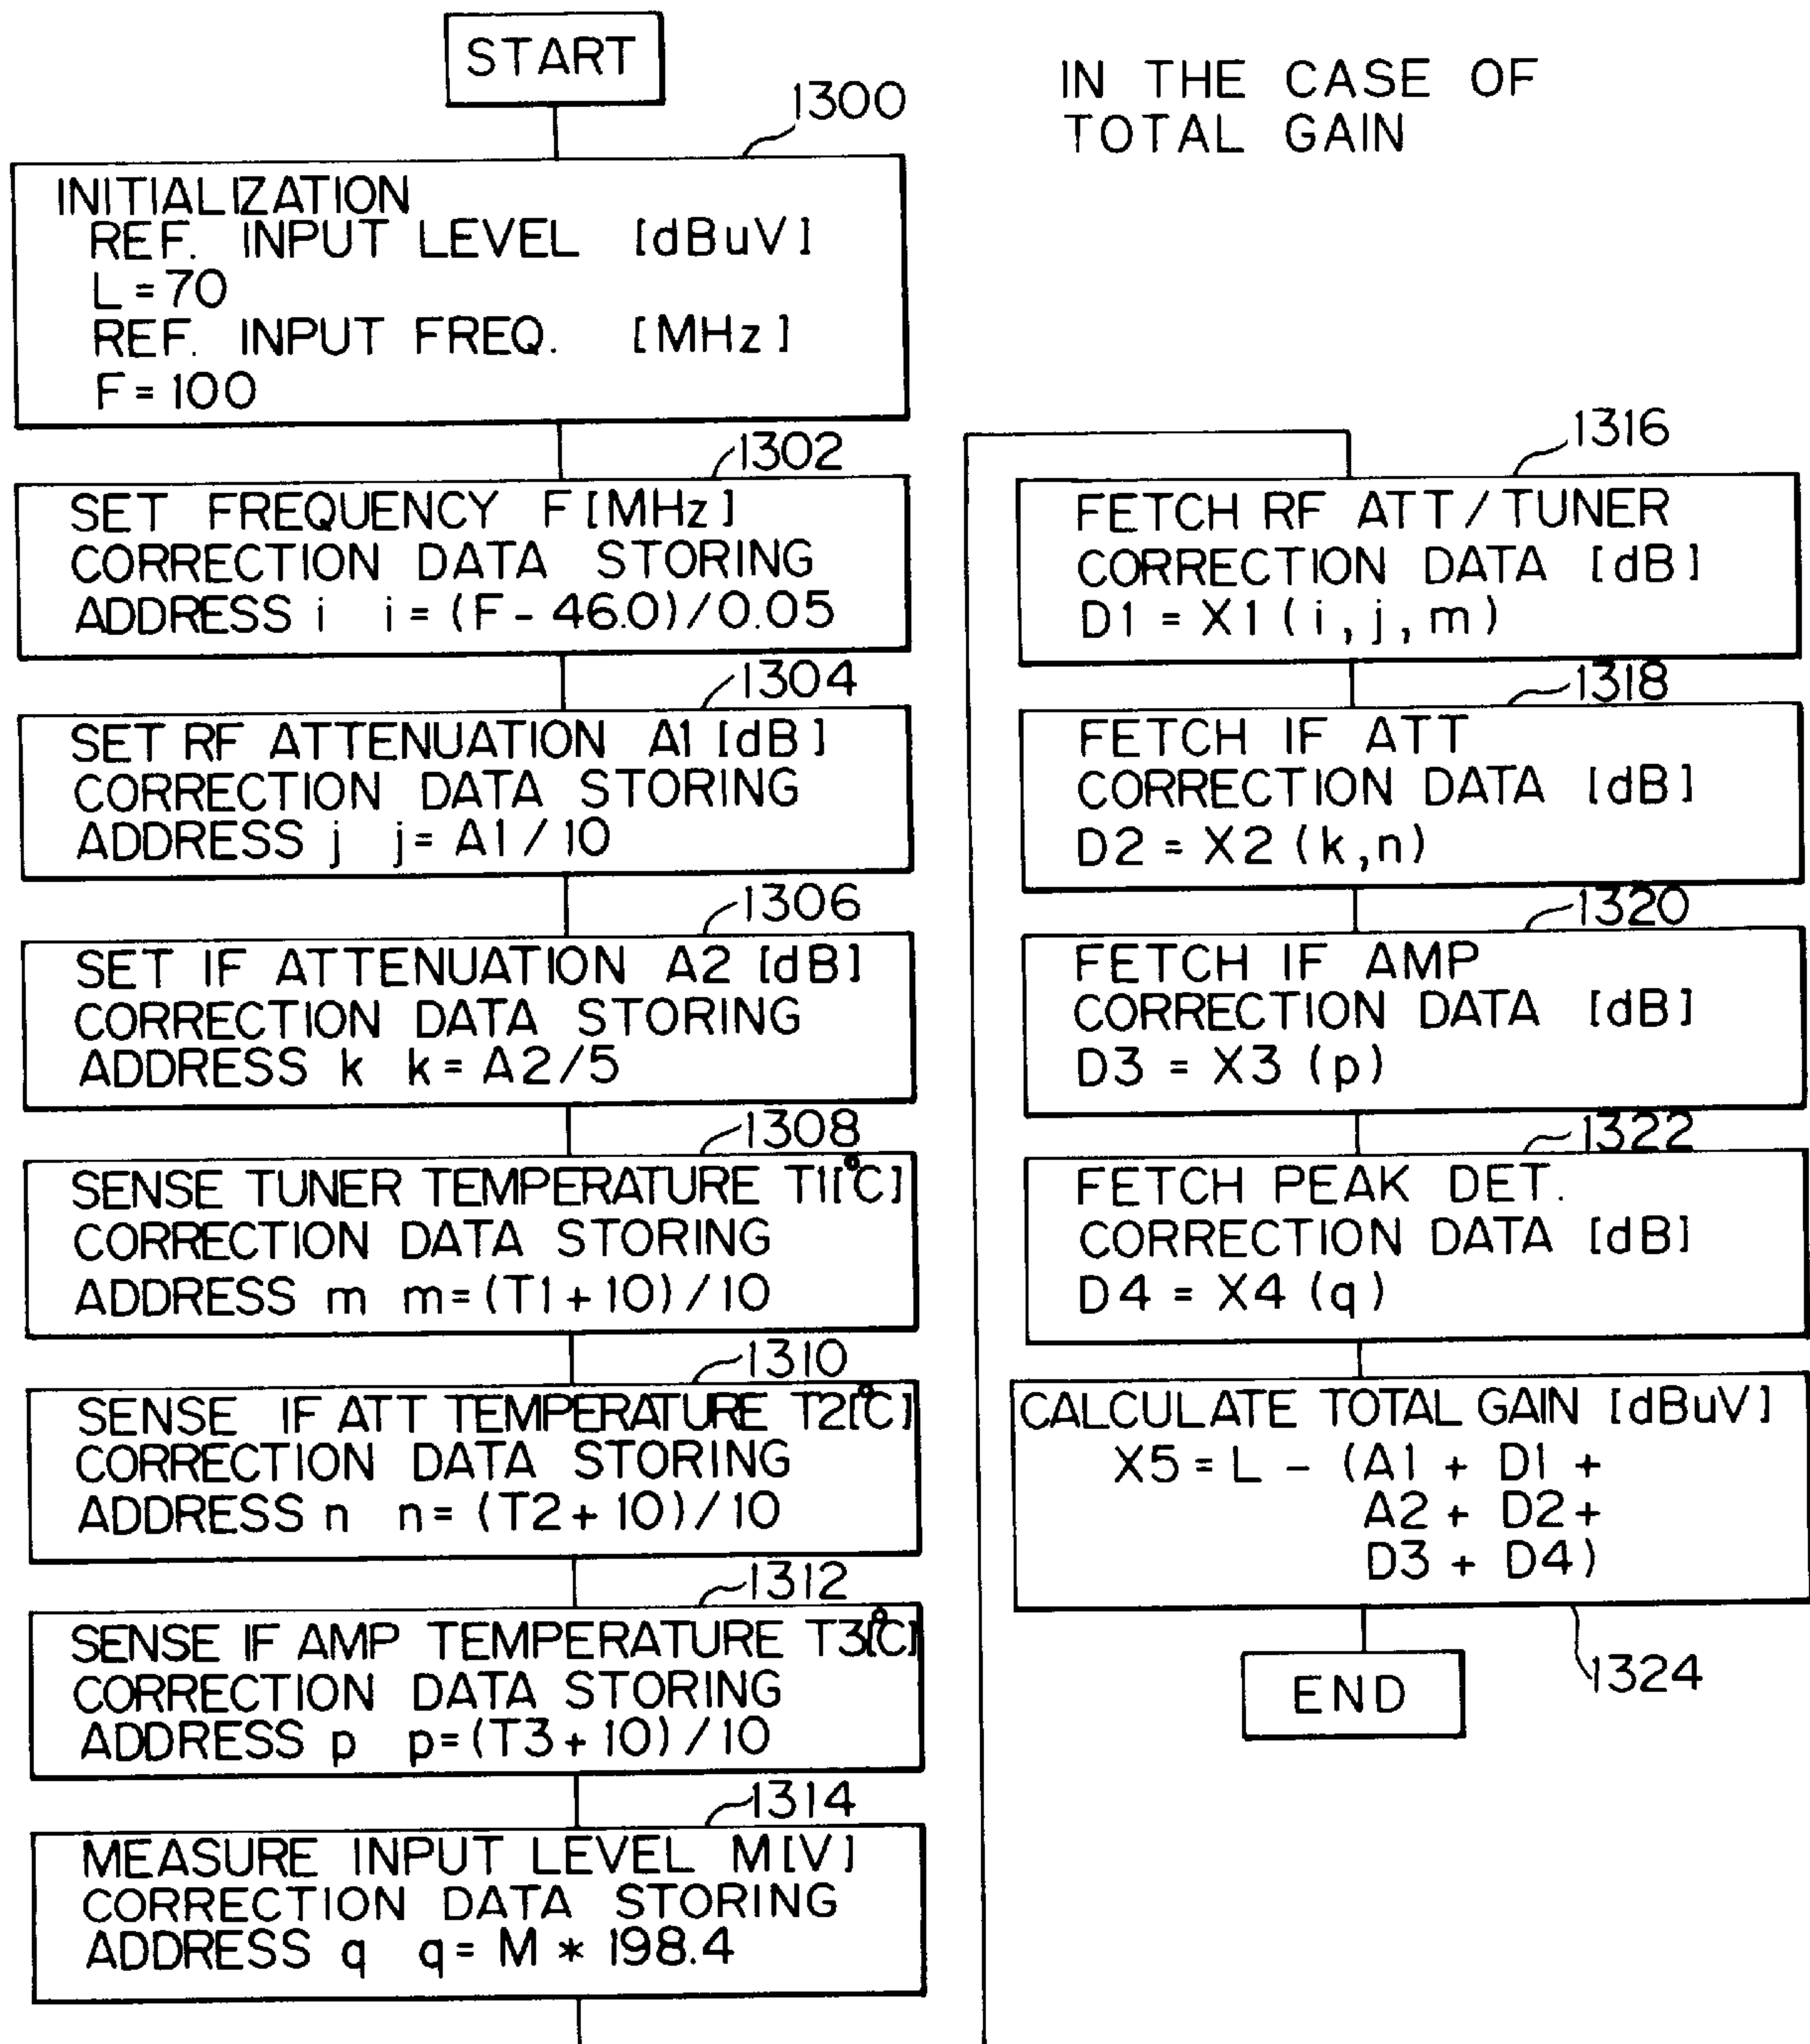 START
IN THE CASE OF
TOTAL GAIN
1300
INITIALIZATION
REF. INPUT LEVEL [dBuV]
L = 70
REF. INPUT FREQ. [MHz]
F = 100
1302
SET FREQUENCY F[MHz]
CORRECTION DATA STORING
ADDRESS i i = (F - 46.0)/0.05
1304
SET RF ATTENUATION A1 [dB]
CORRECTION DATA STORING
ADDRESS j j = A1 / 10
1306
SET IF ATTENUATION A2 [dB]
CORRECTION DATA STORING
ADDRESS k k = A2/5
1308
SENSE TUNER TEMPERATURE T1[°C]
CORRECTION DATA STORING
ADDRESS m m = (T1 + 10) / 10
1310
SENSE IF ATT TEMPERATURE T2[°C]
CORRECTION DATA STORING
ADDRESS n n = (T2 + 10)/10
1312
SENSE IF AMP TEMPERATURE T3[°C]
CORRECTION DATA STORING
ADDRESS p p = (T3 + 10) / 10
1314
MEASURE INPUT LEVEL M[V]
CORRECTION DATA STORING
ADDRESS q q = M * 198.4
1316
FETCH RF ATT / TUNER
CORRECTION DATA [dB]
D1 = X1 (i, j, m)
1318
FETCH IF ATT
CORRECTION DATA [dB]
D2 = X2 (k,n)
1320
FETCH IF AMP
CORRECTION DATA [dB]
D3 = X3 (p)
1322
FETCH PEAK DET.
CORRECTION DATA [dB]
D4 = X4 (q)
CALCULATE TOTAL GAIN [dBuV]
X5 = L - (A1 + D1 +
A2 + D2 +
D3 + D4)
1324
END